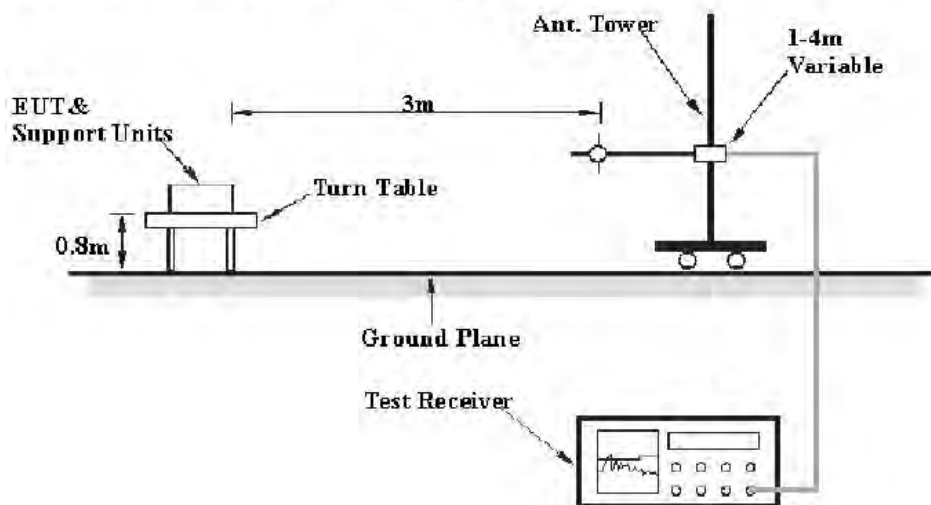 Ant. Tower
1-4m
Variable
3m
EUT &
Support Units
Turn Table
0.8m
Ground Plane
Test Receiver